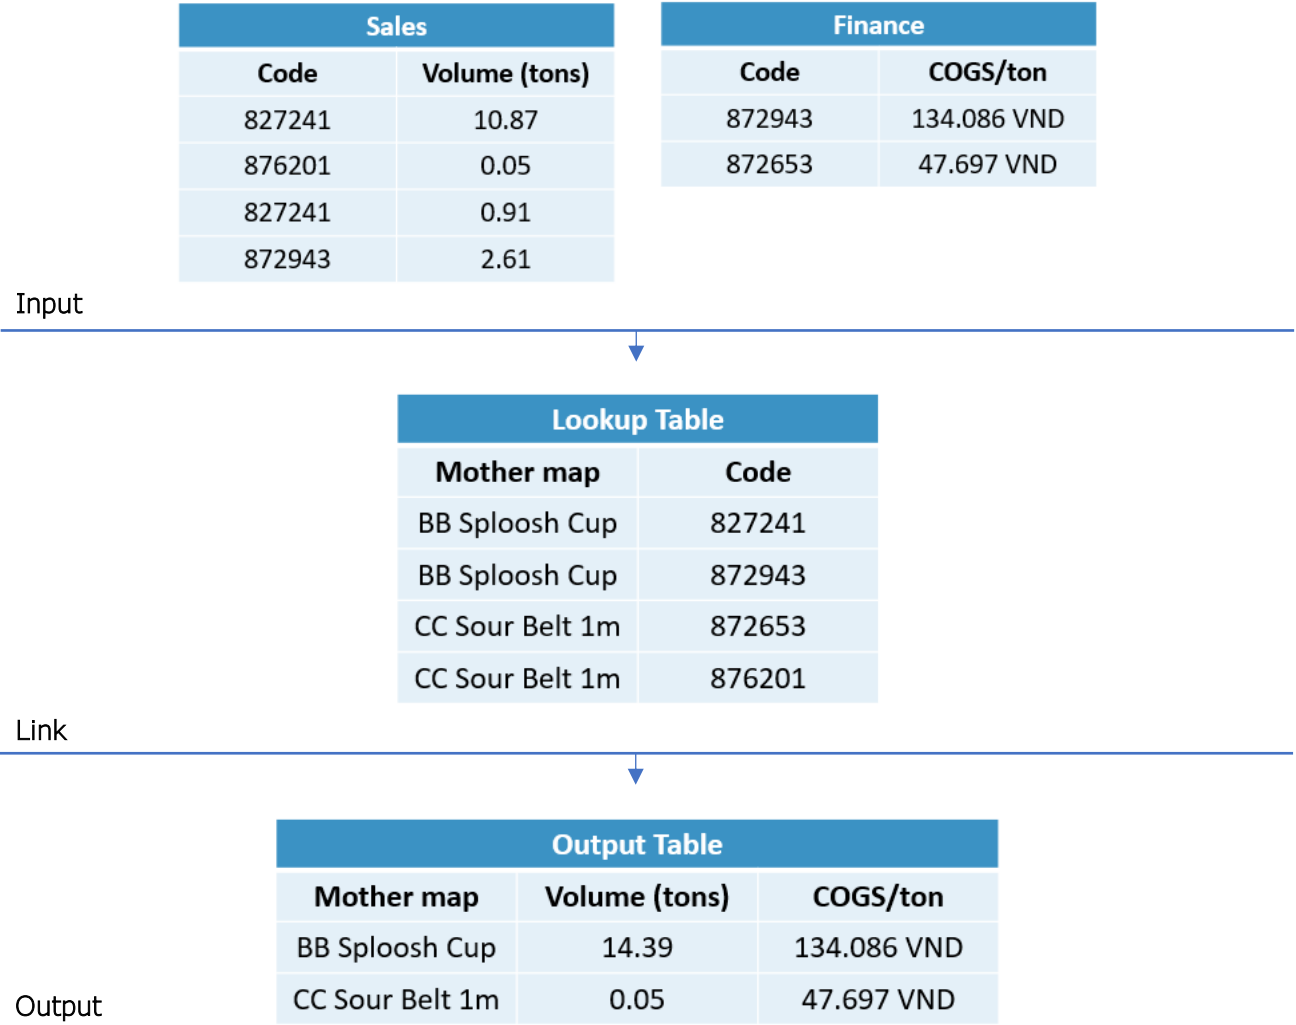 Sales
Code Volume (tons)
827241 10.87
876201 0.05
827241 0.91
872943 2.61
Finance
Code COGS/ton
872943 134.086 VND
872653 47.697 VND
Input
Lookup Table
Mother map Code
BB Sploosh Cup 827241
BB Sploosh Cup 872943
CC Sour Belt 1m 872653
CC Sour Belt 1m 876201
Link
Output Table
Mother map Volume (tons) COGS/ton
BB Sploosh Cup 14.39 134.086 VND
CC Sour Belt 1m 0.05 47.697 VND
Output